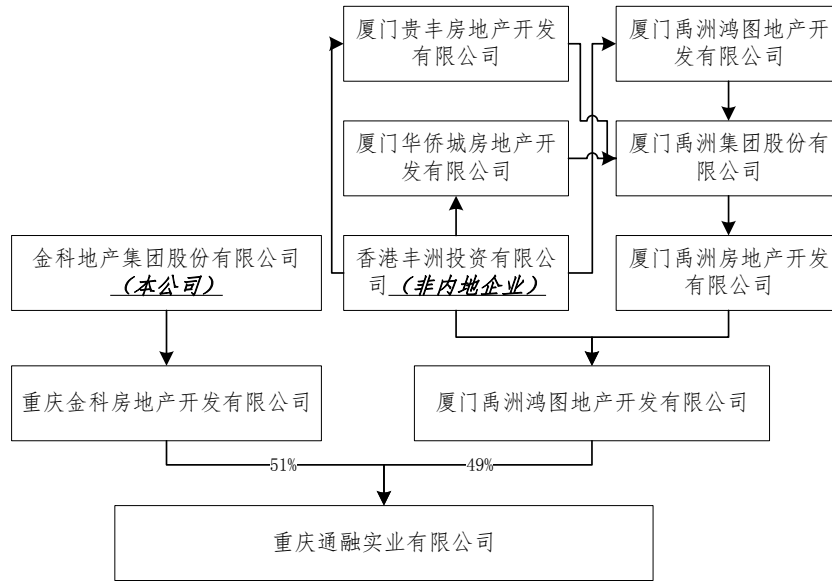 厦门贵丰房地产开发
有限公司
厦门禹洲鸿图地产开
发有限公司
厦门华侨城房地产开
发有限公司
厦门禹洲集团股份有
限公司
金科地产集团股份有限公司
（本公司）
香港丰洲投资有限公
司（非内地企业）
厦门禹洲房地产开发
有限公司
重庆金科房地产开发有限公司
厦门禹洲鸿图地产开发有限公司
51%
49%
重庆通融实业有限公司